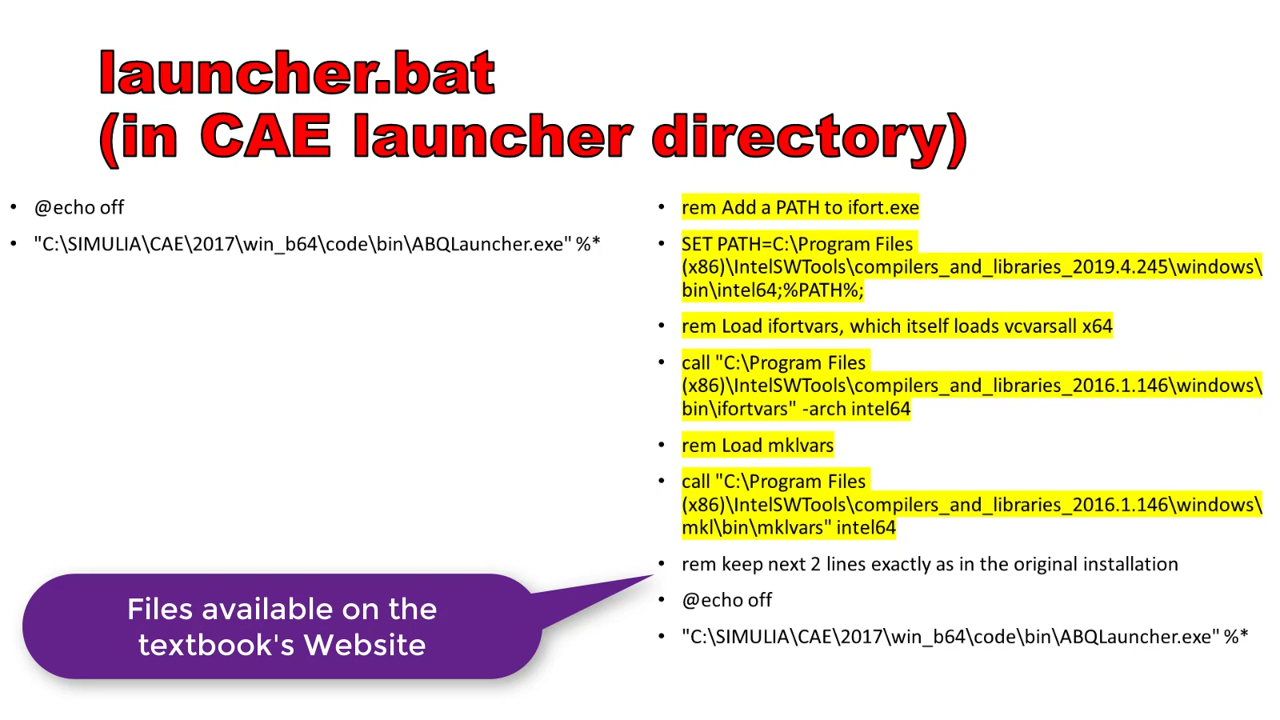 launcher.bat
(in CAE launcher directory)
• @echo off
• "C:\SIMULIA\CAE\2017\win_b64\code\bin\ABQLauncher.exe" %*
• rem Add a PATH to ifort.exe
• SET PATH=C:\Program Files
(x86)\IntelSWTools\compilers_and_libraries_2019.4.245\windows\
bin\intel64;%PATH%;
• rem Load ifortvars, which itself loads vcvarsall x64
• call "C:\Program Files
(x86)\IntelSWTools\compilers_and_libraries_2016.1.146\windows\
bin\ifortvars" -arch intel64
• rem Load mklvars
• call "C:\Program Files
(x86)\IntelSWTools\compilers_and_libraries_2016.1.146\windows\
mkl\bin\mklvars" intel64
• rem keep next 2 lines exactly as in the original installation
• @echo off
• "C:\SIMULIA\CAE\2017\win_b64\code\bin\ABQLauncher.exe" %*
Files available on the
textbook's Website